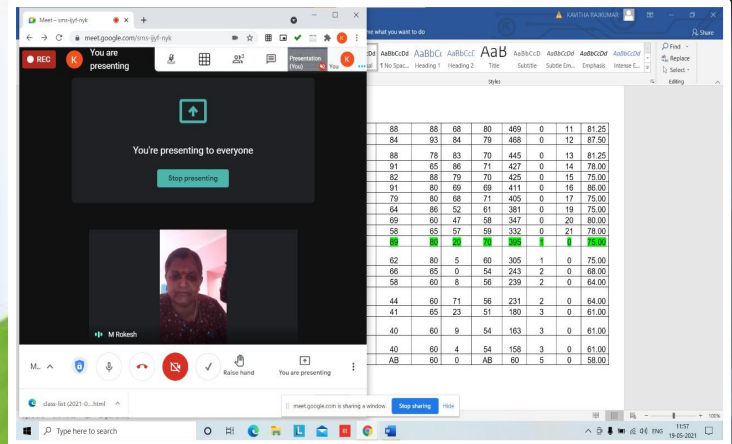 Meet - sms-ijyf-nyk
meet.google.com/sms-ijyf-nyk
KAVITHA RAJKUMAR
me what you want to do
Share
REC
K
You are presenting
Presentation (You)
You
K
AaBbCcDd AaBbCc AaBbCcC AaB AaBbCcD AaBbCcDd AaBbCcDd AaBbCcDd
¶ No Spac... Heading 1 Heading 2 Title Subtitle Subtle Em... Emphasis Intense E...
Styles
Find
Replace
Select
Editing
You're presenting to everyone
Stop presenting
M Rokesh
88 88 68 80 469 0 11 81.25
84 93 84 79 468 0 12 87.50
88 78 83 70 445 0 13 81.25
91 65 86 71 427 0 14 78.00
82 88 79 70 425 0 15 75.00
91 80 69 69 411 0 16 86.00
79 80 68 71 405 0 17 75.00
64 86 52 61 381 0 19 75.00
69 60 47 58 347 0 20 80.00
58 65 57 59 332 0 21 78.00
89 80 20 70 395 1 0 75.00
62 80 5 60 305 1 0 75.00
66 65 0 54 243 2 0 68.00
58 60 8 56 239 2 0 64.00
44 60 71 56 231 2 0 64.00
41 65 23 51 180 3 0 61.00
40 60 9 54 163 3 0 61.00
40 60 4 54 158 3 0 61.00
AB 60 0 AB 60 5 0 58.00
M...
Raise hand
You are presenting
class-list (2021-0....html
meet.google.com is sharing a window.
Stop sharing
Hide
100%
Type here to search
ENG
11:57
19-05-2021